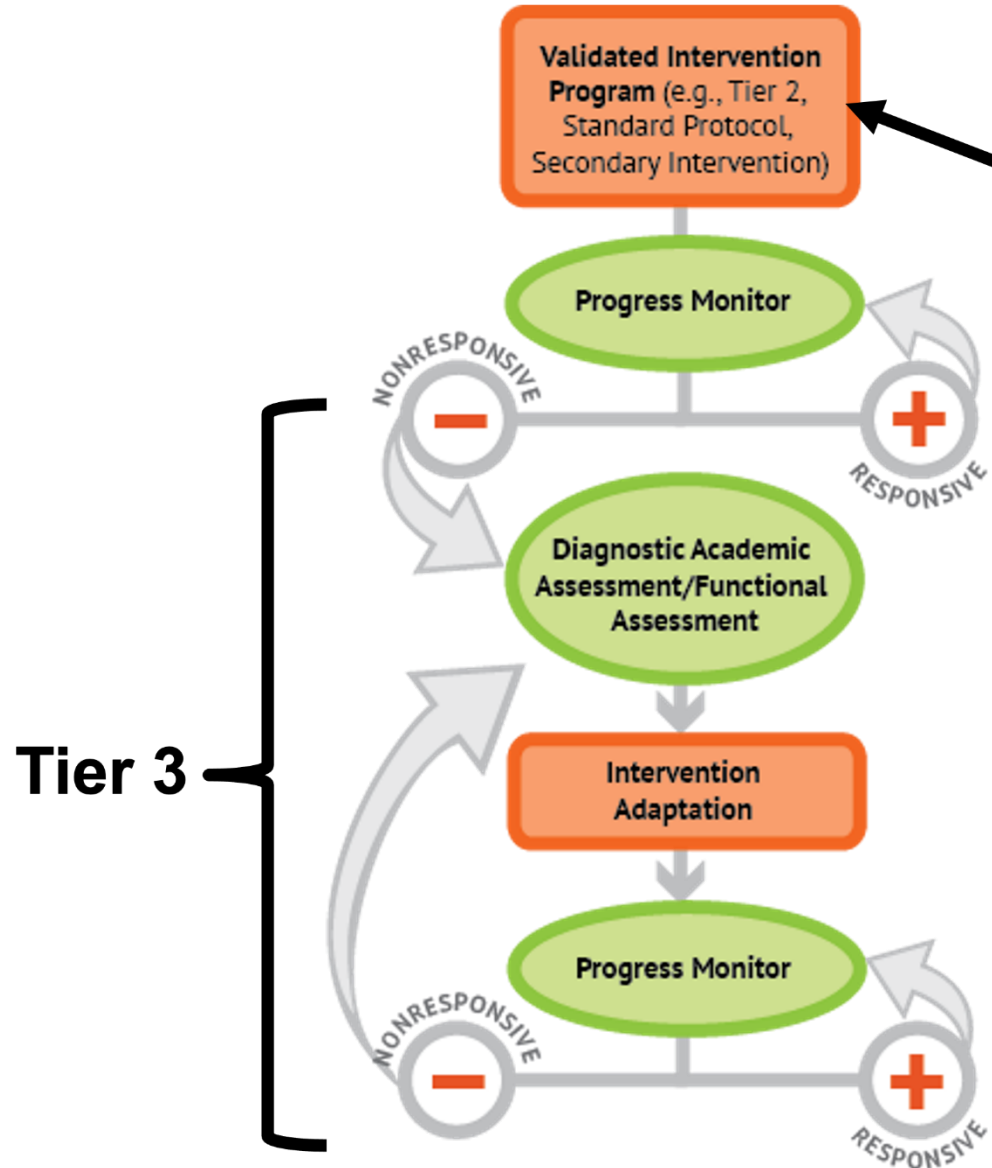 Validated Intervention
Program (e.g., Tier 2,
Standard Protocol,
Secondary Intervention)
Progress Monitor
NONRESPONSIVE
RESPONSIVE
Diagnostic Academic
Assessment/Functional
Assessment
Tier 3
Intervention
Adaptation
Progress Monitor
NONRESPONSIVE
RESPONSIVE